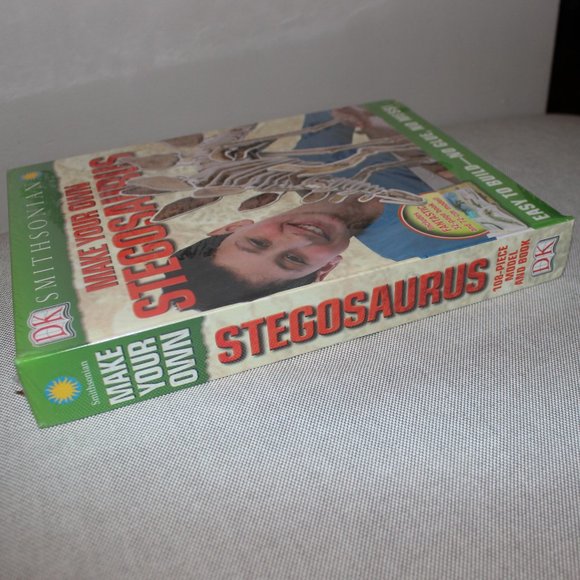 DK SMITHSONIAN
MAKE YOUR OWN
STEGOSAURUS
EASY TO BUILD—NO GLUE, NO MESS!
FANTASTIC
Smithsonian
MAKE
YOUR
OWN
STEGOSAURUS
108-PIECE
MODEL
AND BOOK
DK